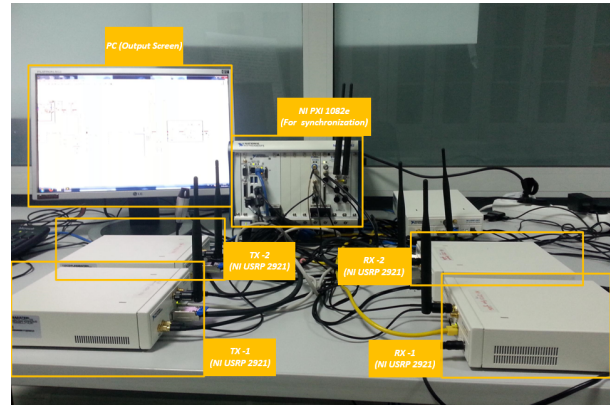 PC (Output Screen)
NI PXI 1082e
(For synchronization)
TX -2
(NI USRP 2921)
RX -2
(NI USRP 2921)
TX -1
(NI USRP 2921)
RX -1
(NI USRP 2921)